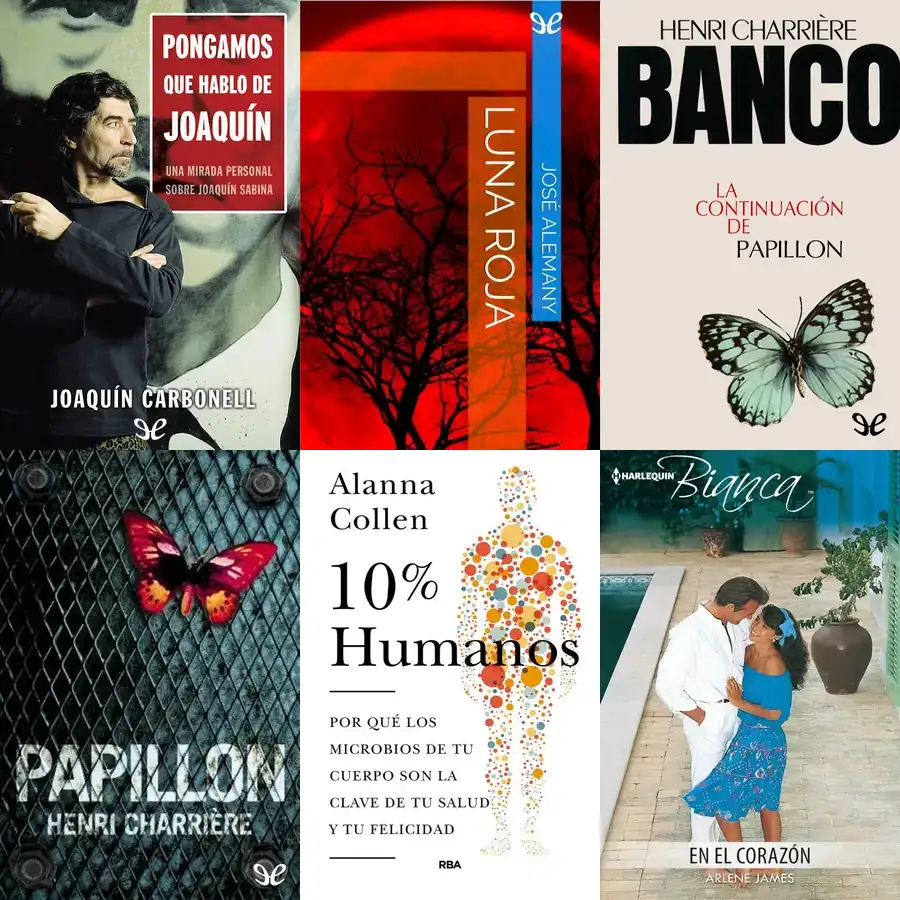 PONGAMOS
QUE HABLO DE
JOAQUÍN
UNA MIRADA PERSONAL
SOBRE JOAQUÍN SABINA
JOAQUÍN CARBONELL
LUNA ROJA
JOSÉ ALEMANY
HENRI CHARRIÈRE
BANCO
LA
CONTINUACIÓN
DE
PAPILLON
PAPILLON
HENRI CHARRIÈRE
Alanna
Collen
10%
Humanos
POR QUÉ LOS
MICROBIOS DE TU
CUERPO SON LA
CLAVE DE TU SALUD
Y TU FELICIDAD
RBA
HARLEQUIN™
Bianca™
EN EL CORAZÓN
ARLENE JAMES